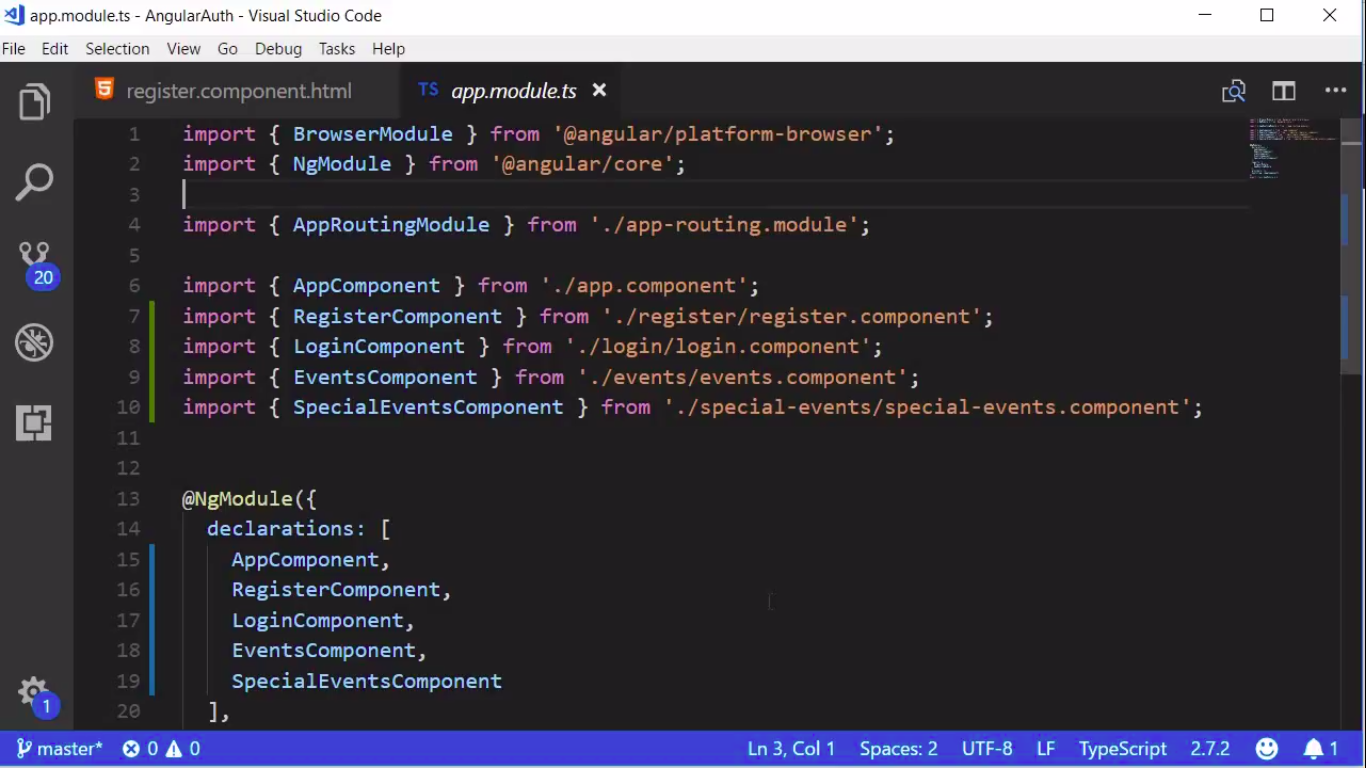 app.module.ts - AngularAuth - Visual Studio Code
File Edit Selection View Go Debug Tasks Help
register.component.html TS app.module.ts
1 import { BrowserModule } from '@angular/platform-browser';
2 import { NgModule } from '@angular/core';
3
4 import { AppRoutingModule } from './app-routing.module';
5
6 import { AppComponent } from './app.component';
7 import { RegisterComponent } from './register/register.component';
8 import { LoginComponent } from './login/login.component';
9 import { EventsComponent } from './events/events.component';
10 import { SpecialEventsComponent } from './special-events/special-events.component';
11
12
13 @NgModule({
14 declarations: [
15 AppComponent,
16 RegisterComponent,
17 LoginComponent,
18 EventsComponent,
19 SpecialEventsComponent
20 ],
20
1
master* 0 0 Ln 3, Col 1 Spaces: 2 UTF-8 LF TypeScript 2.7.2 1